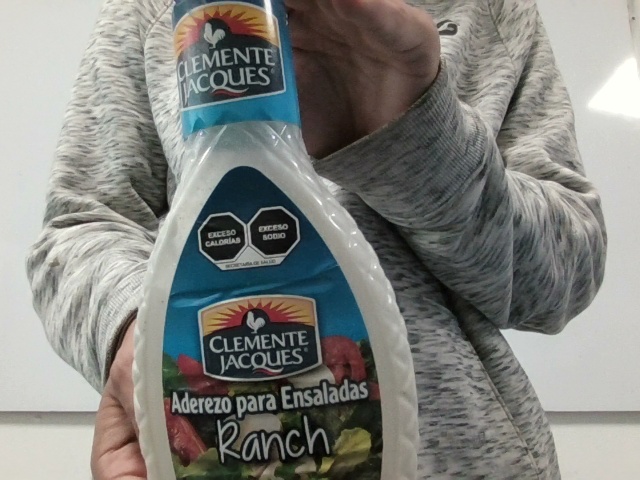 CLEMENTE
JACQUES®
EXCESO
CALORÍAS
EXCESO
SODIO
SECRETARÍA DE SALUD
CLEMENTE
JACQUES®
Aderezo para Ensaladas
Ranch